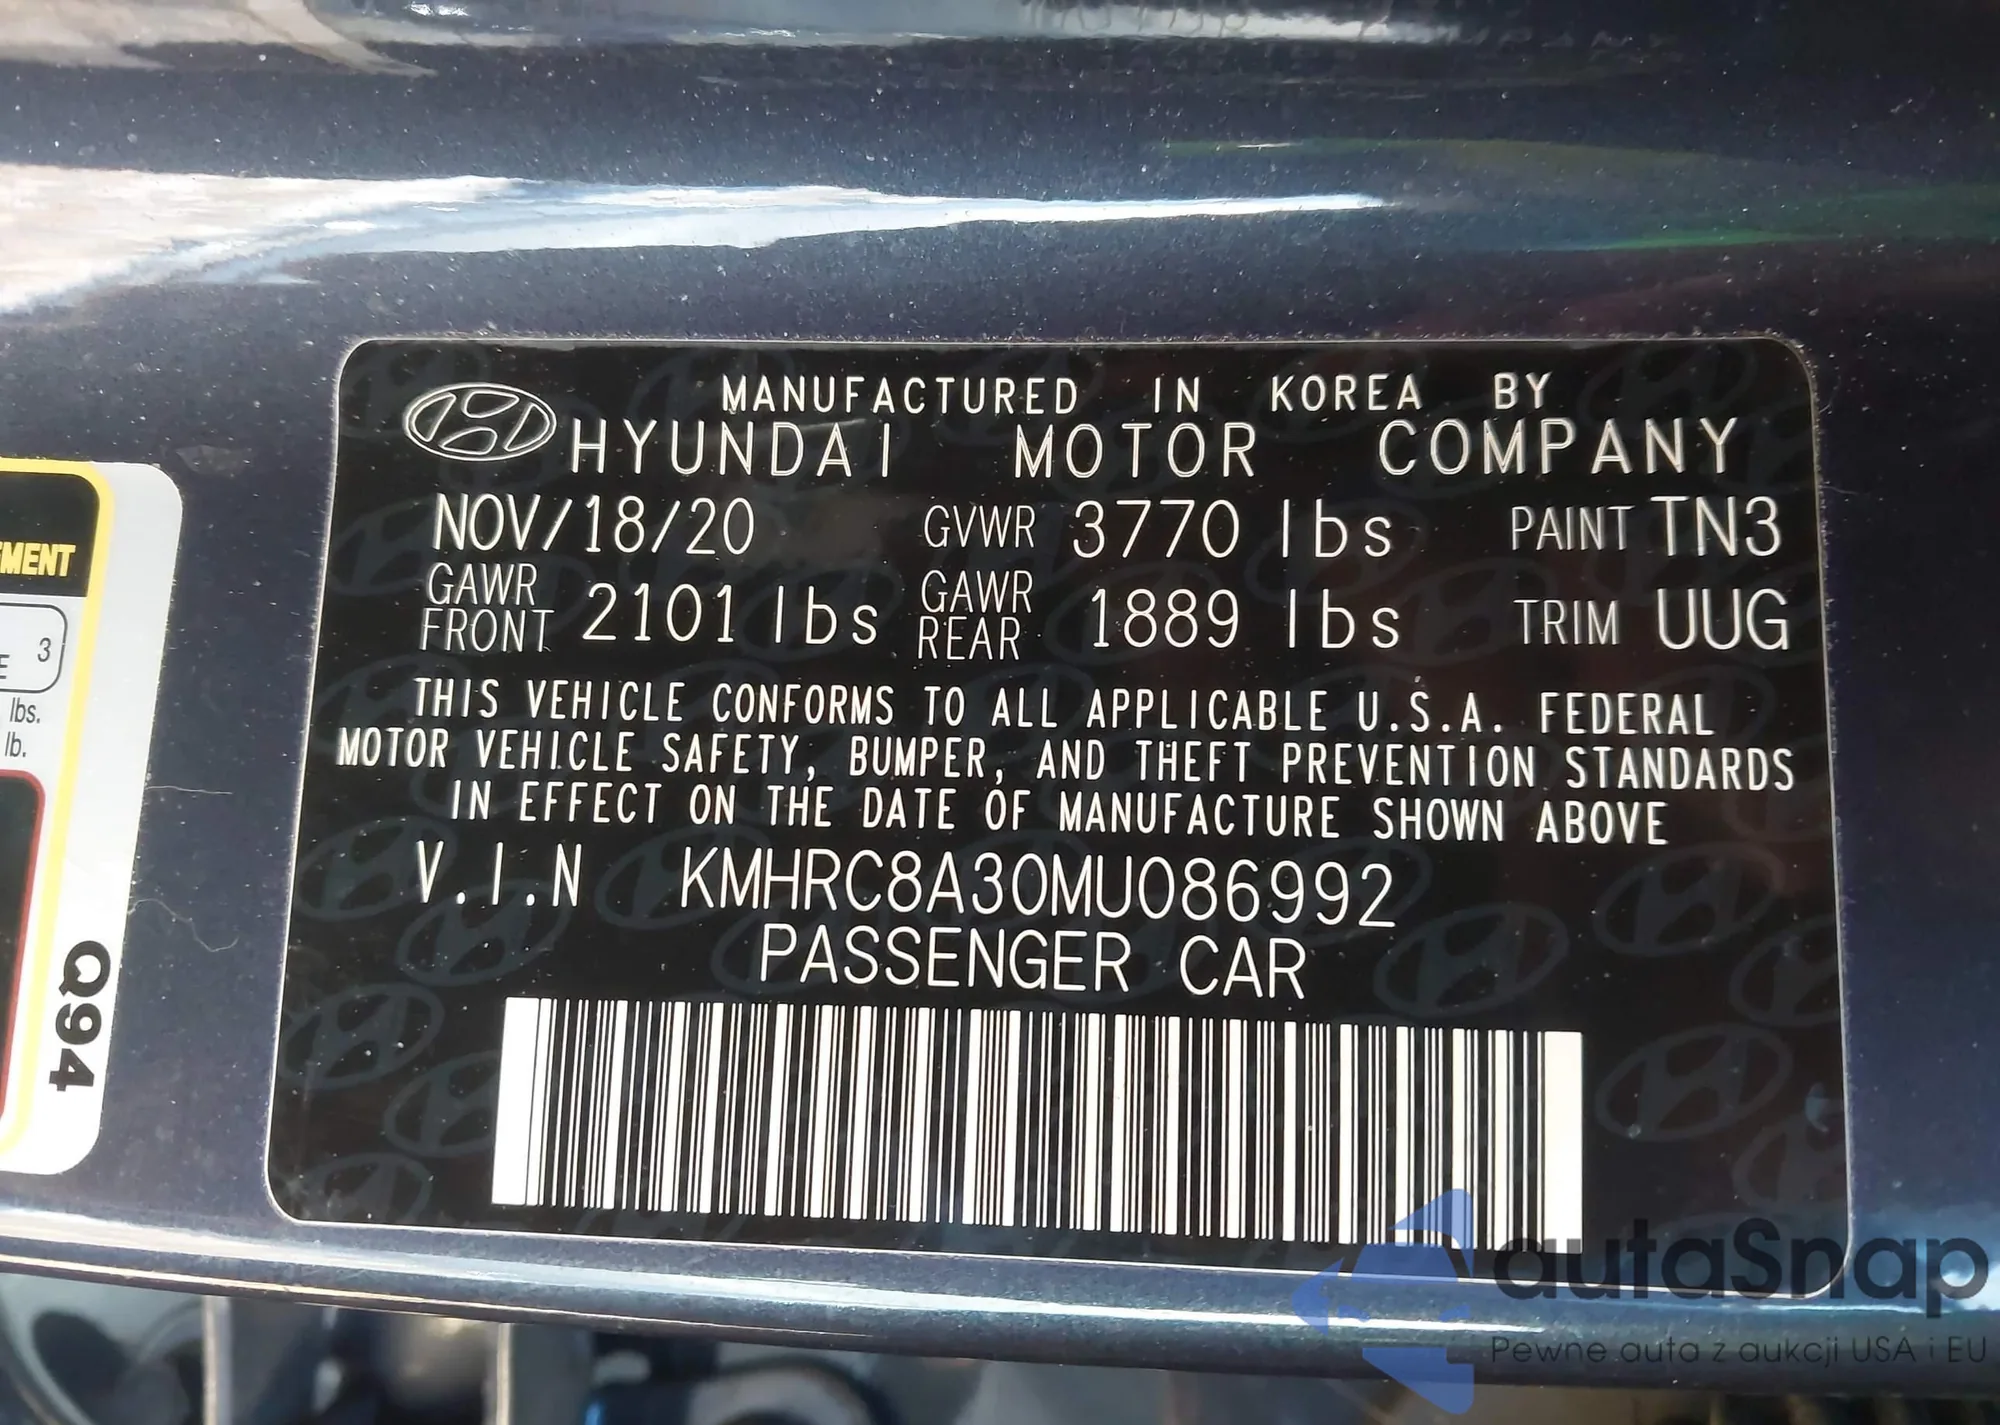 MANUFACTURED IN KOREA BY
HYUNDAI MOTOR COMPANY
NOV/18/20 GVWR 3770 lbs PAINT TN3
GAWR FRONT 2101 lbs GAWR REAR 1889 lbs TRIM UUG
THIS VEHICLE CONFORMS TO ALL APPLICABLE U.S.A. FEDERAL
MOTOR VEHICLE SAFETY, BUMPER, AND THEFT PREVENTION STANDARDS
IN EFFECT ON THE DATE OF MANUFACTURE SHOWN ABOVE
V.I.N KMHRC8A30MU086992
PASSENGER CAR
3
lbs.
lb.
Q94
autaSnap
Pewne auta z aukcji USA i EU